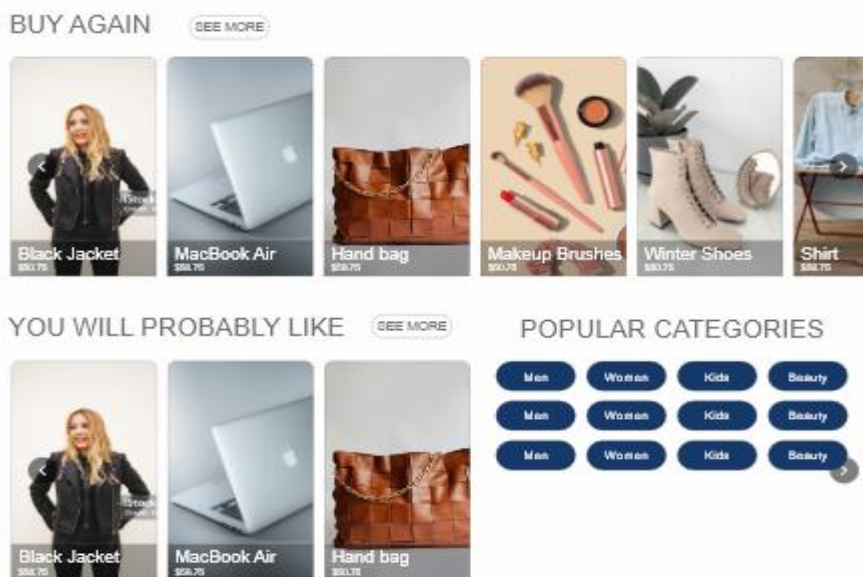 BUY AGAIN
SEE MORE
Black Jacket
MacBook Air
Hand bag
Makeup Brushes
Winter Shoes
Shirt
YOU WILL PROBABLY LIKE
SEE MORE
POPULAR CATEGORIES
Men Women Kids Beauty
Men Women Kids Beauty
Men Women Kids Beauty
Black Jacket
MacBook Air
Hand bag